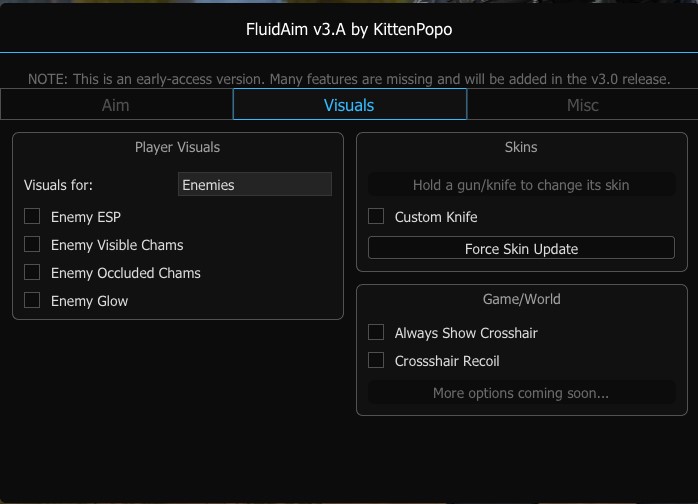 FluidAim v3.A by KittenPopo
NOTE: This is an early-access version. Many features are missing and will be added in the v3.0 release.
Aim
Visuals
Misc
Player Visuals
Visuals for:
Enemies
Enemy ESP
Enemy Visible Chams
Enemy Occluded Chams
Enemy Glow
Skins
Hold a gun/knife to change its skin
Custom Knife
Force Skin Update
Game/World
Always Show Crosshair
Crossshair Recoil
More options coming soon...